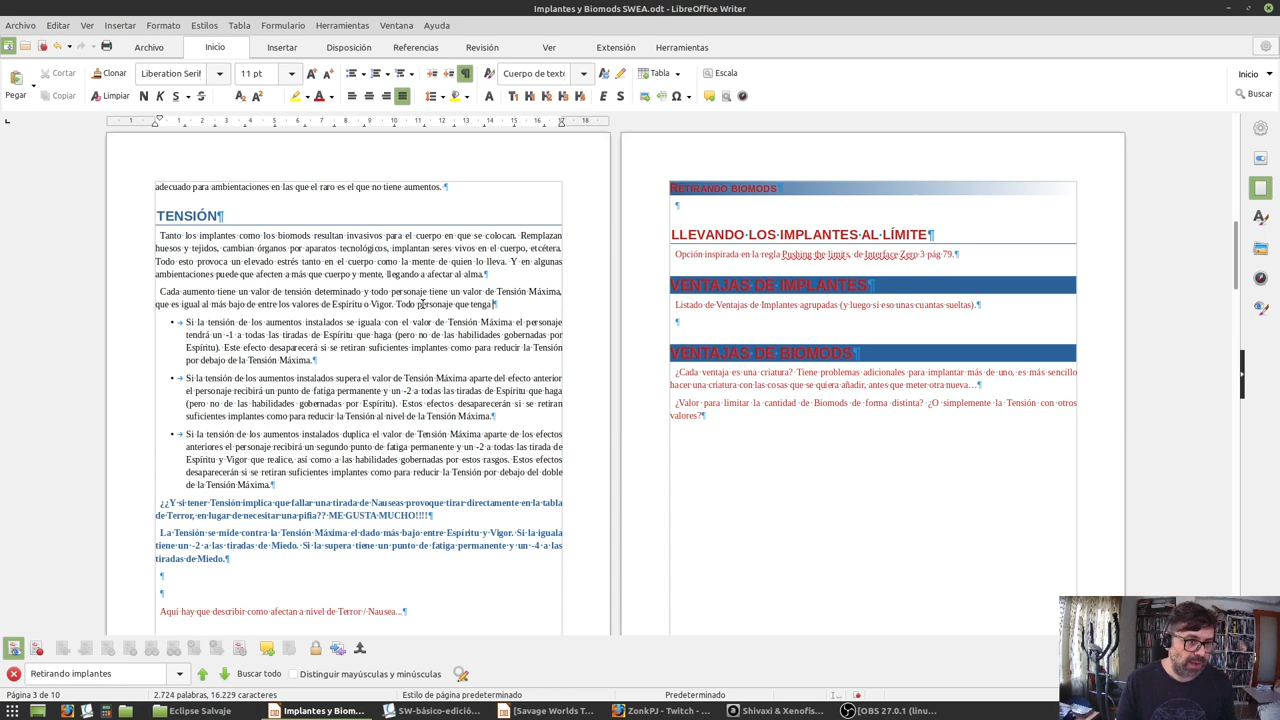 Implantes y Biomods SWEA.odt - LibreOffice Writer
Archivo Editar Ver Insertar Formato Estilos Tabla Formulario Herramientas Ventana Ayuda
Archivo Inicio Insertar Disposición Referencias Revisión Ver Extensión Herramientas
Pegar Cortar Clonar Liberation Serif 11 pt Cuerpo de texto Tabla Escala Inicio
Copiar Limpiar Buscar
adecuado para ambientaciones en las que el raro es el que no tiene aumentos.
TENSIÓN
Tanto los implantes como los biomods resultan invasivos para el cuerpo en que se colocan. Remplazan
huesos y tejidos, cambian órganos por aparatos tecnológicos, implantan seres vivos en el cuerpo, etcétera.
Todo esto provoca un elevado estrés tanto en el cuerpo como la mente de quien lo lleva. Y en algunas
ambientaciones puede que afecten a más que cuerpo y mente, llegando a afectar al alma.
Cada aumento tiene un valor de tensión determinado y todo personaje tiene un valor de Tensión Máxima,
que es igual al más bajo de entre los valores de Espíritu o Vigor. Todo personaje que tenga
• Si la tensión de los aumentos instalados se iguala con el valor de Tensión Máxima el personaje
tendrá un -1 a todas las tiradas de Espíritu que haga (pero no de las habilidades gobernadas por
Espíritu). Este efecto desaparecerá si se retiran suficientes implantes como para reducir la Tensión
por debajo de la Tensión Máxima.
• Si la tensión de los aumentos instalados supera el valor de Tensión Máxima aparte del efecto anterior
el personaje recibirá un punto de fatiga permanente y un -2 a todas las tiradas de Espíritu que haga
(pero no de las habilidades gobernadas por Espíritu). Estos efectos desaparecerán si se retiran
suficientes implantes como para reducir la Tensión al nivel de la Tensión Máxima.
• Si la tensión de los aumentos instalados duplica el valor de Tensión Máxima aparte de los efectos
anteriores el personaje recibirá un segundo punto de fatiga permanente y un -2 a todas las tirada de
Espíritu y Vigor que realice, así como a las habilidades gobernadas por estos rasgos. Estos efectos
desaparecerán si se retiran suficientes implantes como para reducir la Tensión por debajo del doble
de la Tensión Máxima.
¿¿Y si tener Tensión implica que fallar una tirada de Nauseas provoque tirar directamente en la tabla
de Terror, en lugar de necesitar una pifia?? ME GUSTA MUCHO!!!!
La Tensión se mide contra la Tensión Máxima el dado más bajo entre Espíritu y Vigor. Si la iguala
tiene un -2 a las tiradas de Miedo. Si la supera tiene un punto de fatiga permanente y un -4 a las
tiradas de Miedo.
Aquí hay que describir como afectan a nivel de Terror / Nausea...
RETIRANDO BIOMODS
LLEVANDO LOS IMPLANTES AL LÍMITE
Opción inspirada en la regla Pushing the limits, de Interface Zero 3 pág 79.
VENTAJAS DE IMPLANTES
Listado de Ventajas de Implantes agrupadas (y luego si eso unas cuantas sueltas).
VENTAJAS DE BIOMODS
¿Cada ventaja es una criatura? Tiene problemas adicionales para implantar más de uno, es más sencillo
hacer una criatura con las cosas que se quiera añadir, antes que meter otra nueva…
¿Valor para limitar la cantidad de Biomods de forma distinta? ¿O simplemente la Tensión con otros
valores?
Retirando implantes Buscar todo Distinguir mayúsculas y minúsculas
Página 3 de 10 2.724 palabras, 16.229 caracteres Estilo de página predeterminado Predeterminado
Eclipse Salvaje Implantes y Biom... SW-básico-edició... [Savage Worlds T... ZonkPJ - Twitch - ... Shivaxi & Xenofis... [OBS 27.0.1 (linu...